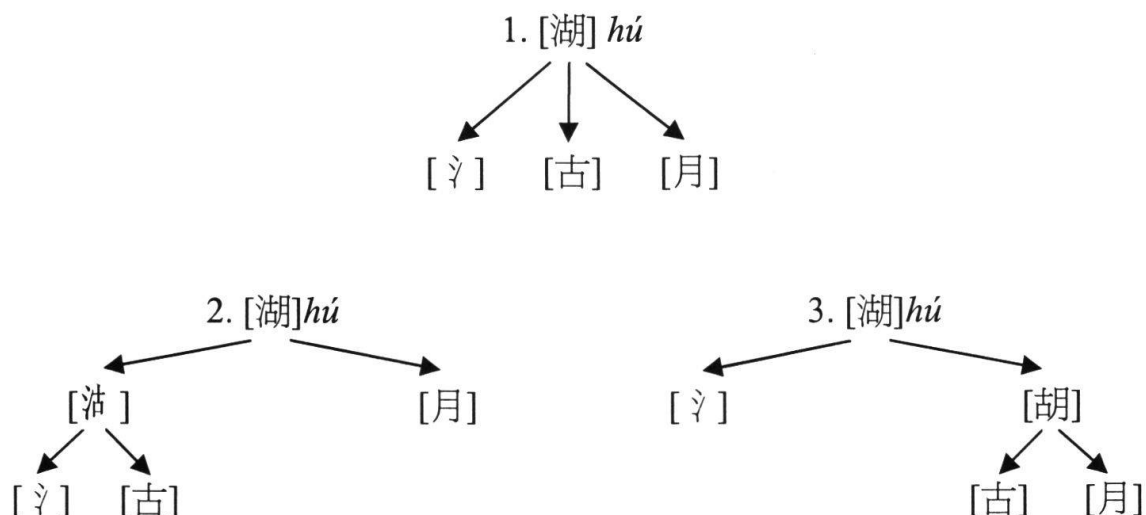 1. [湖] hú
[氵] [古] [月]
2. [湖]hú 3. [湖]hú
[沽 ] [月] [氵] [胡]
[氵] [古] [古] [月]